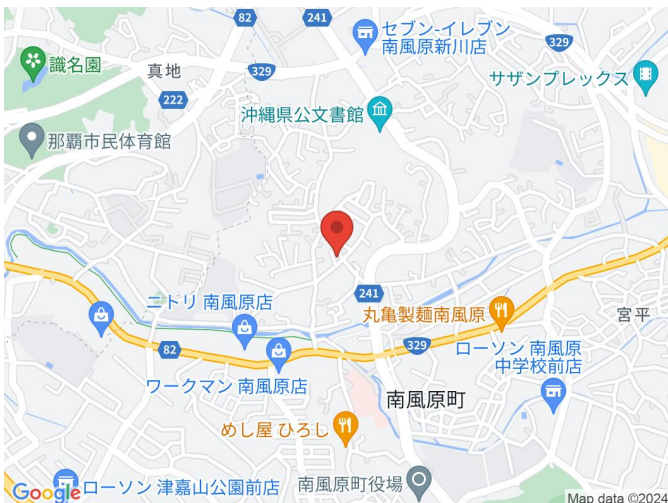 82
241
セブン-イレブン
南風原新川店
329
識名園
真地
329
サザンプレックス
222
沖縄県公文書館
那覇市民体育館
241
ニトリ 南風原店
丸亀製麺南風原
宮平
82
329
ローソン 南風原
中学校前店
ワークマン 南風原店
南風原町
めし屋 ひろし
Google
ローソン 津嘉山公園前店
南風原町役場
Map data ©2024